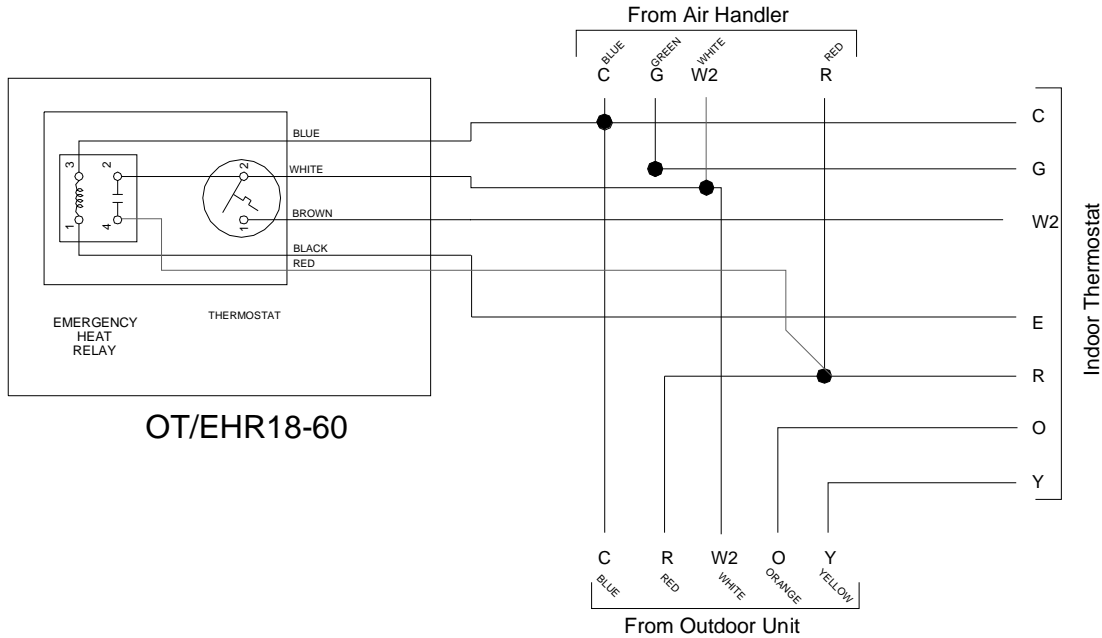 From Air Handler
BLUE GREEN WHITE RED
C G W2 R
C
BLUE
3 2 2
WHITE
G
BROWN
W2
1 4 1
BLACK
RED
THERMOSTAT
EMERGENCY
HEAT
RELAY
E
R
O
Y
Indoor Thermostat
OT/EHR18-60
C R W2 O Y
BLUE RED WHITE ORANGE YELLOW
From Outdoor Unit